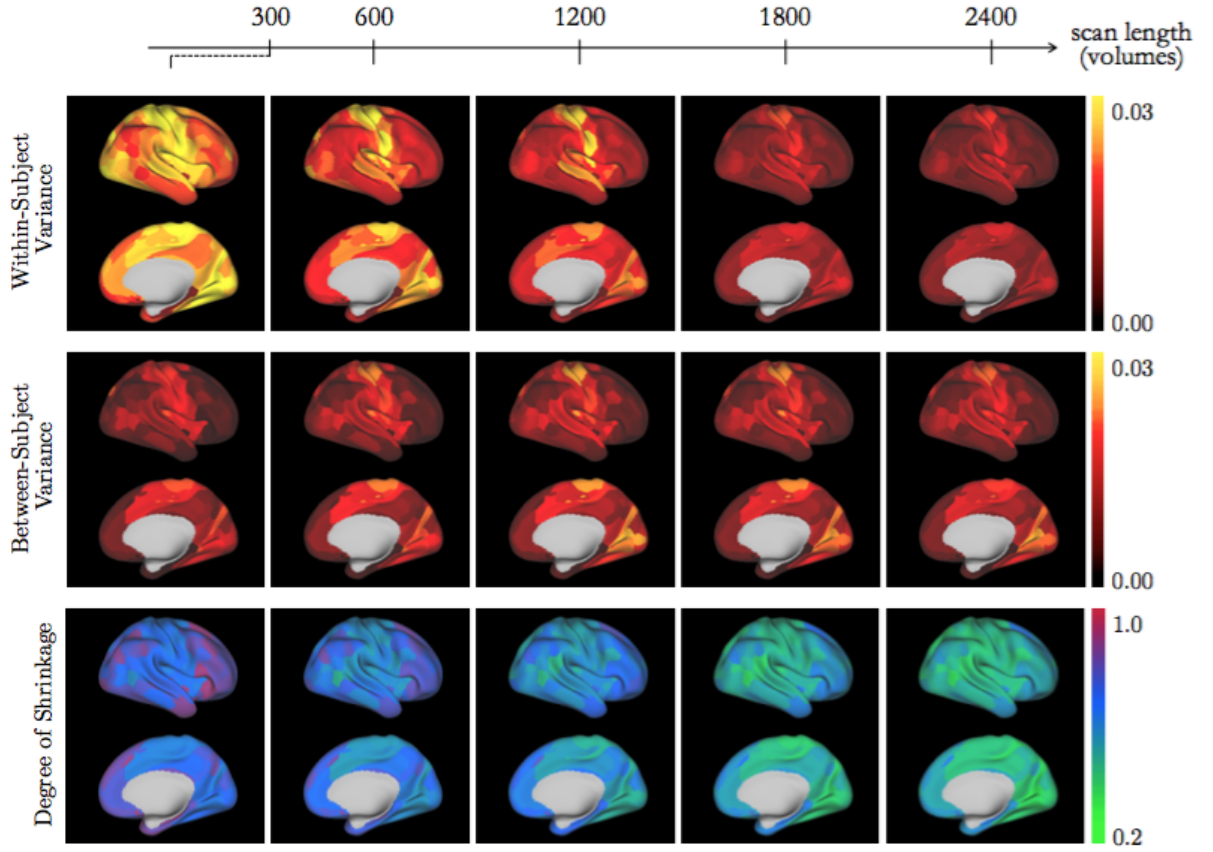 300 600 1200 1800 2400
scan length
(volumes)
Within-Subject
Variance
0.03
0.00
Between-Subject
Variance
0.03
0.00
Degree of Shrinkage
1.0
0.2